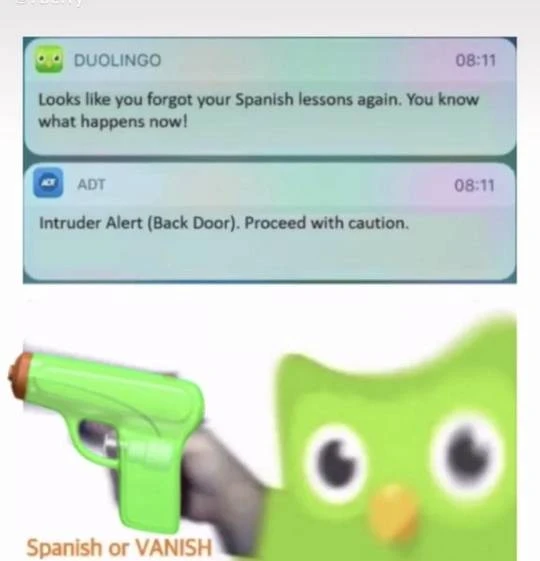 DUOLINGO 08:11
Looks like you forgot your Spanish lessons again. You know
what happens now!
ADT 08:11
Intruder Alert (Back Door). Proceed with caution.
Spanish or VANISH